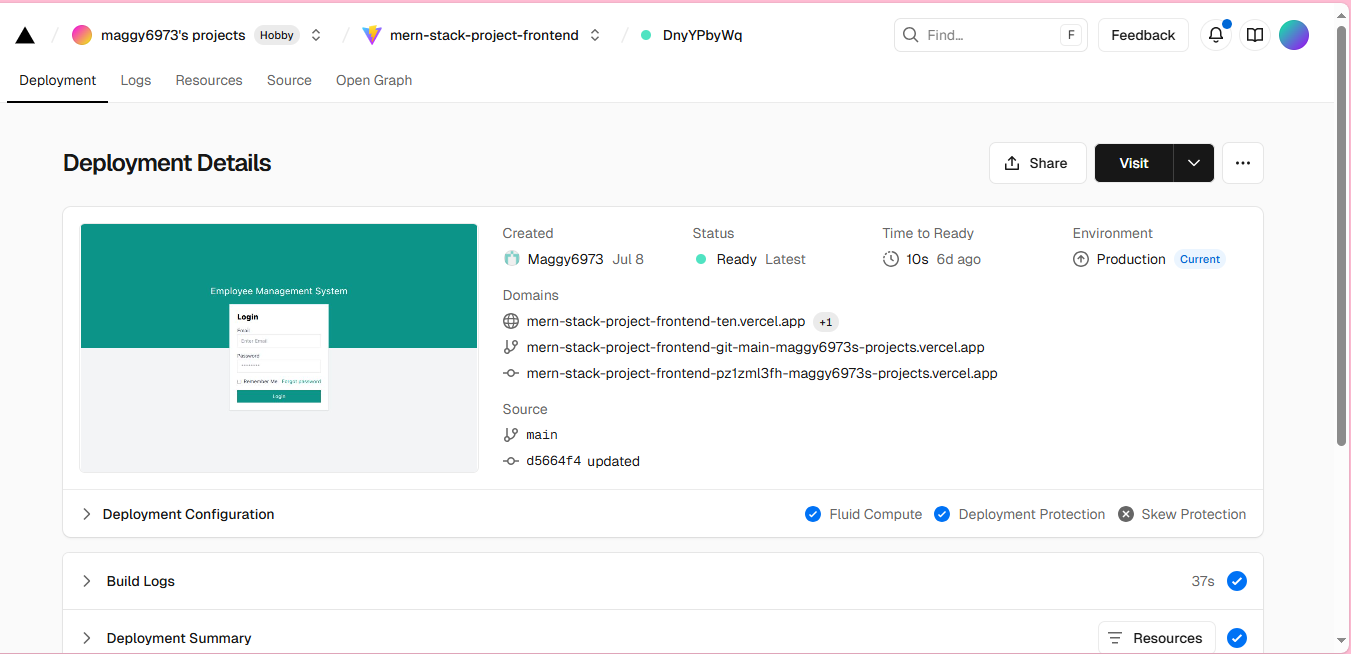 maggy6973's projects Hobby mern-stack-project-frontend DnyYPbyWq Find... F Feedback
Deployment Logs Resources Source Open Graph
Deployment Details Share Visit
Employee Management System
Login
Email
Enter Email
Password
********
Remember Me Forgot password
Login
Created Status Time to Ready Environment
Maggy6973 Jul 8 Ready Latest 10s 6d ago Production Current
Domains
mern-stack-project-frontend-ten.vercel.app +1
mern-stack-project-frontend-git-main-maggy6973s-projects.vercel.app
mern-stack-project-frontend-pz1zml3fh-maggy6973s-projects.vercel.app
Source
main
d5664f4 updated
Deployment Configuration Fluid Compute Deployment Protection Skew Protection
Build Logs 37s
Deployment Summary Resources